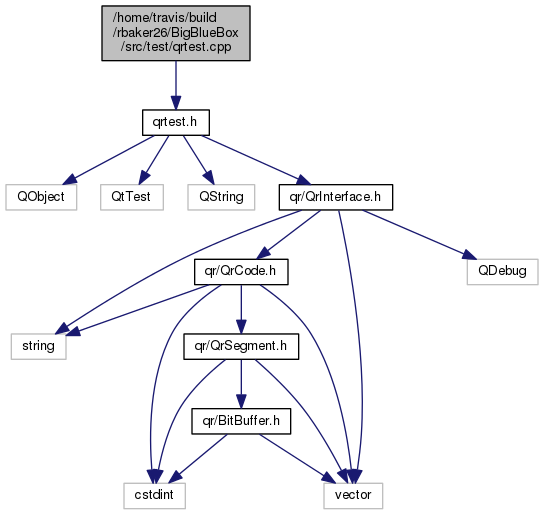 /home/travis/build
/rbaker26/BigBlueBox
/src/test/qrtest.cpp
qrtest.h
QObject
QtTest
QString
qr/QrInterface.h
qr/QrCode.h
QDebug
string
qr/QrSegment.h
qr/BitBuffer.h
cstdint
vector